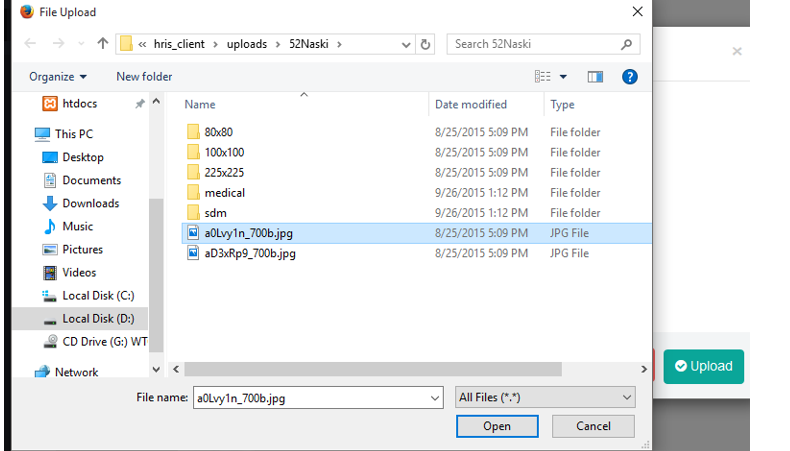 File Upload
« hris_client › uploads › 52Naski ›
Search 52Naski
Organize
New folder
?
htdocs
This PC
Desktop
Documents
Downloads
Music
Pictures
Videos
Local Disk (C:)
Local Disk (D:)
CD Drive (G:) WT
Network
Name Date modified Type
80x80 8/25/2015 5:09 PM File folder
100x100 8/25/2015 5:09 PM File folder
225x225 8/25/2015 5:09 PM File folder
medical 9/26/2015 1:12 PM File folder
sdm 9/26/2015 1:12 PM File folder
a0Lvy1n_700b.jpg 8/25/2015 5:09 PM JPG File
aD3xRp9_700b.jpg 8/25/2015 5:09 PM JPG File
File name: a0Lvy1n_700b.jpg All Files (*.*)
Open Cancel
Upload